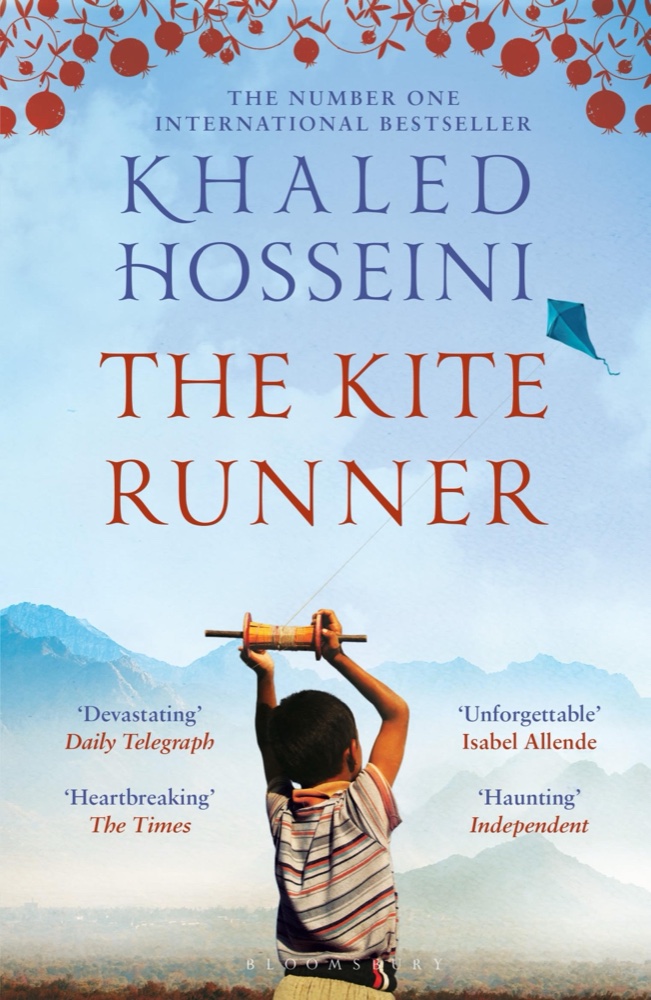 THE NUMBER ONE
INTERNATIONAL BESTSELLER
KHALED
HOSSEINI
THE KITE
RUNNER
‘Devastating’
Daily Telegraph
‘Unforgettable’
Isabel Allende
‘Heartbreaking’
The Times
‘Haunting’
Independent
BLOOMSBURY